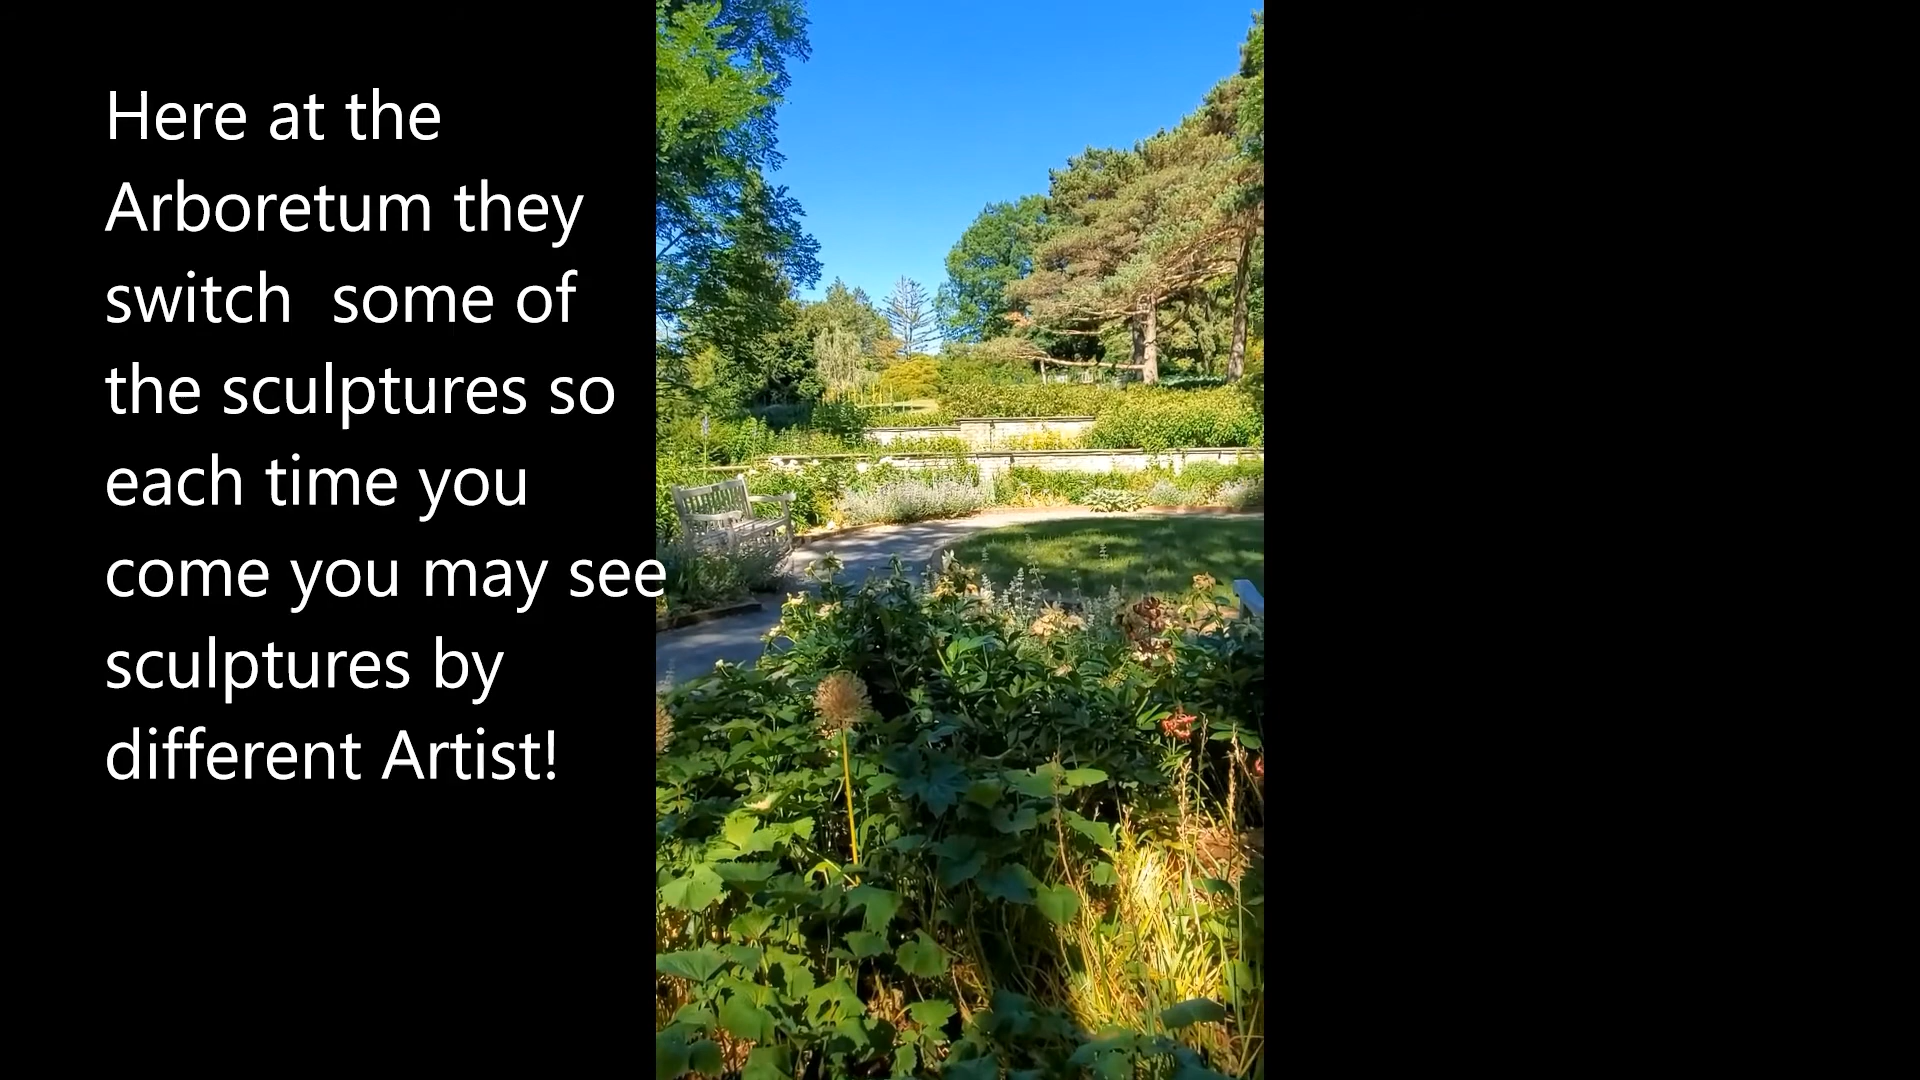 Here at the
Arboretum they
switch  some of
the sculptures so
each time you
come you may see
sculptures by
different Artist!